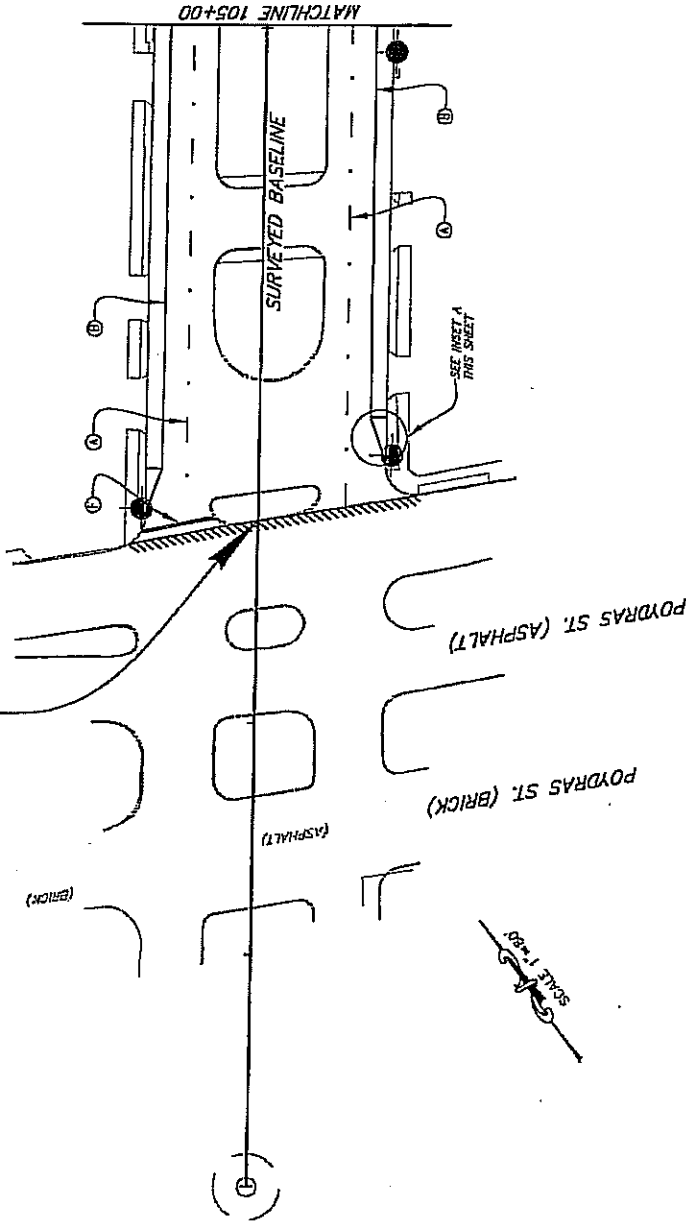 MATCHLINE 105+00
SURVEYED BASELINE
B
A
F
B
A
SEE INSET A
THIS SHEET
POYDRAS ST. (ASPHALT)
POYDRAS ST. (BRICK)
(ASPHALT)
(BRICK)
SCALE 1"=80'